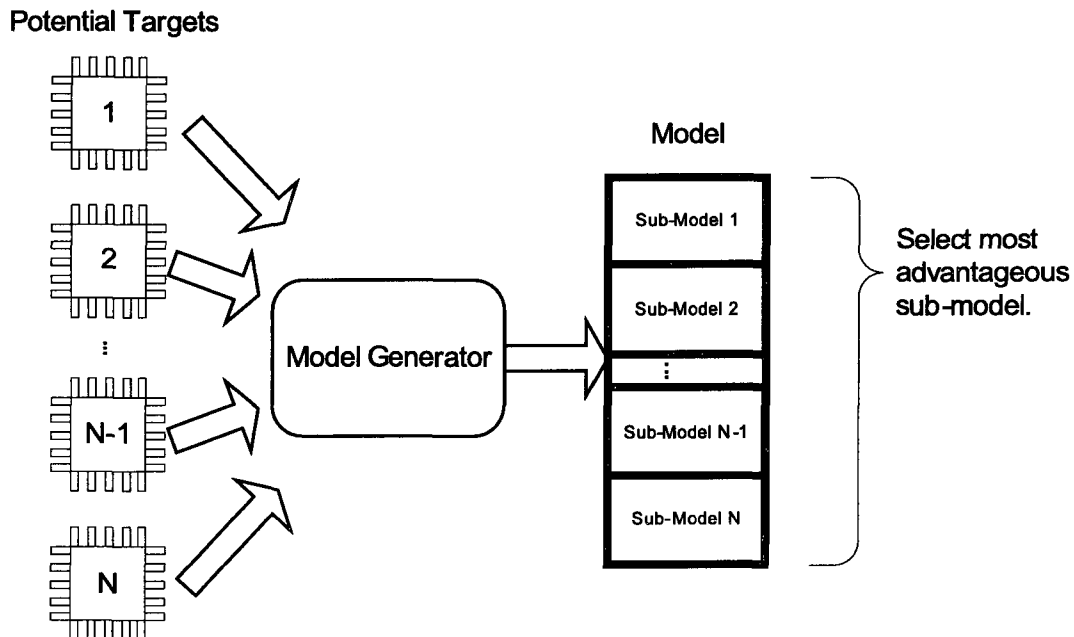 Potential Targets
1
2
...
N-1
N
Model Generator
Model
Sub-Model 1
Sub-Model 2
...
Sub-Model N-1
Sub-Model N
Select most
advantageous
sub-model.